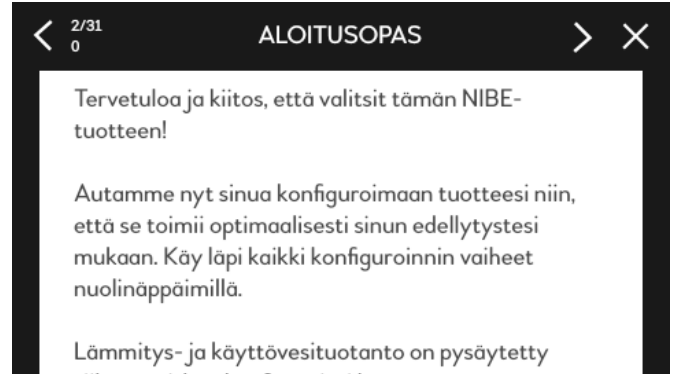 2/31
0
ALOITUSOPAS
Tervetuloa ja kiitos, että valitsit tämän NIBE-
tuotteen!
Autamme nyt sinua konfiguroimaan tuotteesi niin,
että se toimii optimaalisesti sinun edellytystesi
mukaan. Käy läpi kaikki konfiguroinnin vaiheet
nuolinäppäimillä.
Lämmitys- ja käyttövesituotanto on pysäytetty